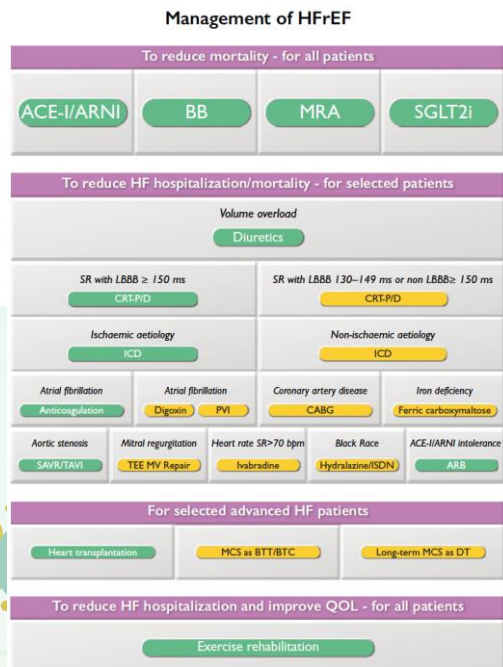 Management of HFrEF
To reduce mortality - for all patients
ACE-I/ARNI
BB
MRA
SGLT2i
To reduce HF hospitalization/mortality - for selected patients
Volume overload
Diuretics
SR with LBBB ≥ 150 ms
CRT-P/D
SR with LBBB 130–149 ms or non LBBB≥ 150 ms
CRT-P/D
Ischaemic aetiology
ICD
Non-ischaemic aetiology
ICD
Atrial fibrillation
Anticoagulation
Atrial fibrillation
Digoxin
PVI
Coronary artery disease
CABG
Iron deficiency
Ferric carboxymaltose
Aortic stenosis
SAVR/TAVI
Mitral regurgitation
TEE MV Repair
Heart rate SR>70 bpm
Ivabradine
Black Race
Hydralazine/ISDN
ACE-I/ARNI intolerance
ARB
For selected advanced HF patients
Heart transplantation
MCS as BTT/BTC
Long-term MCS as DT
To reduce HF hospitalization and improve QOL - for all patients
Exercise rehabilitation